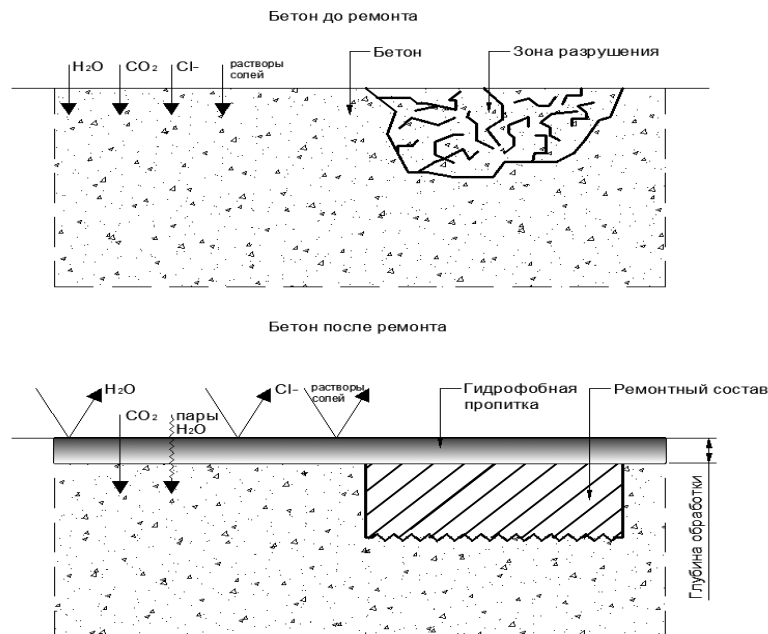 Бетон до ремонта
H₂O
CO₂
Cl-
растворы
солей
Бетон
Зона разрушения
Бетон после ремонта
H₂O
CO₂
пары
H₂O
Cl-
растворы
солей
Гидрофобная
пропитка
Ремонтный состав
Глубина обработки